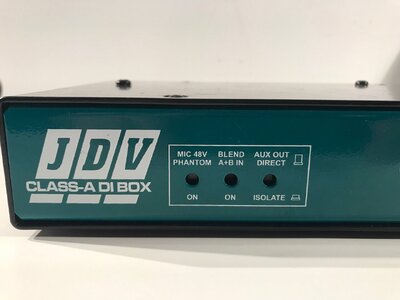 JDV
CLASS-A DI BOX
MIC 48V
PHANTOM
ON
BLEND
A+B IN
ON
AUX OUT
DIRECT
ISOLATE